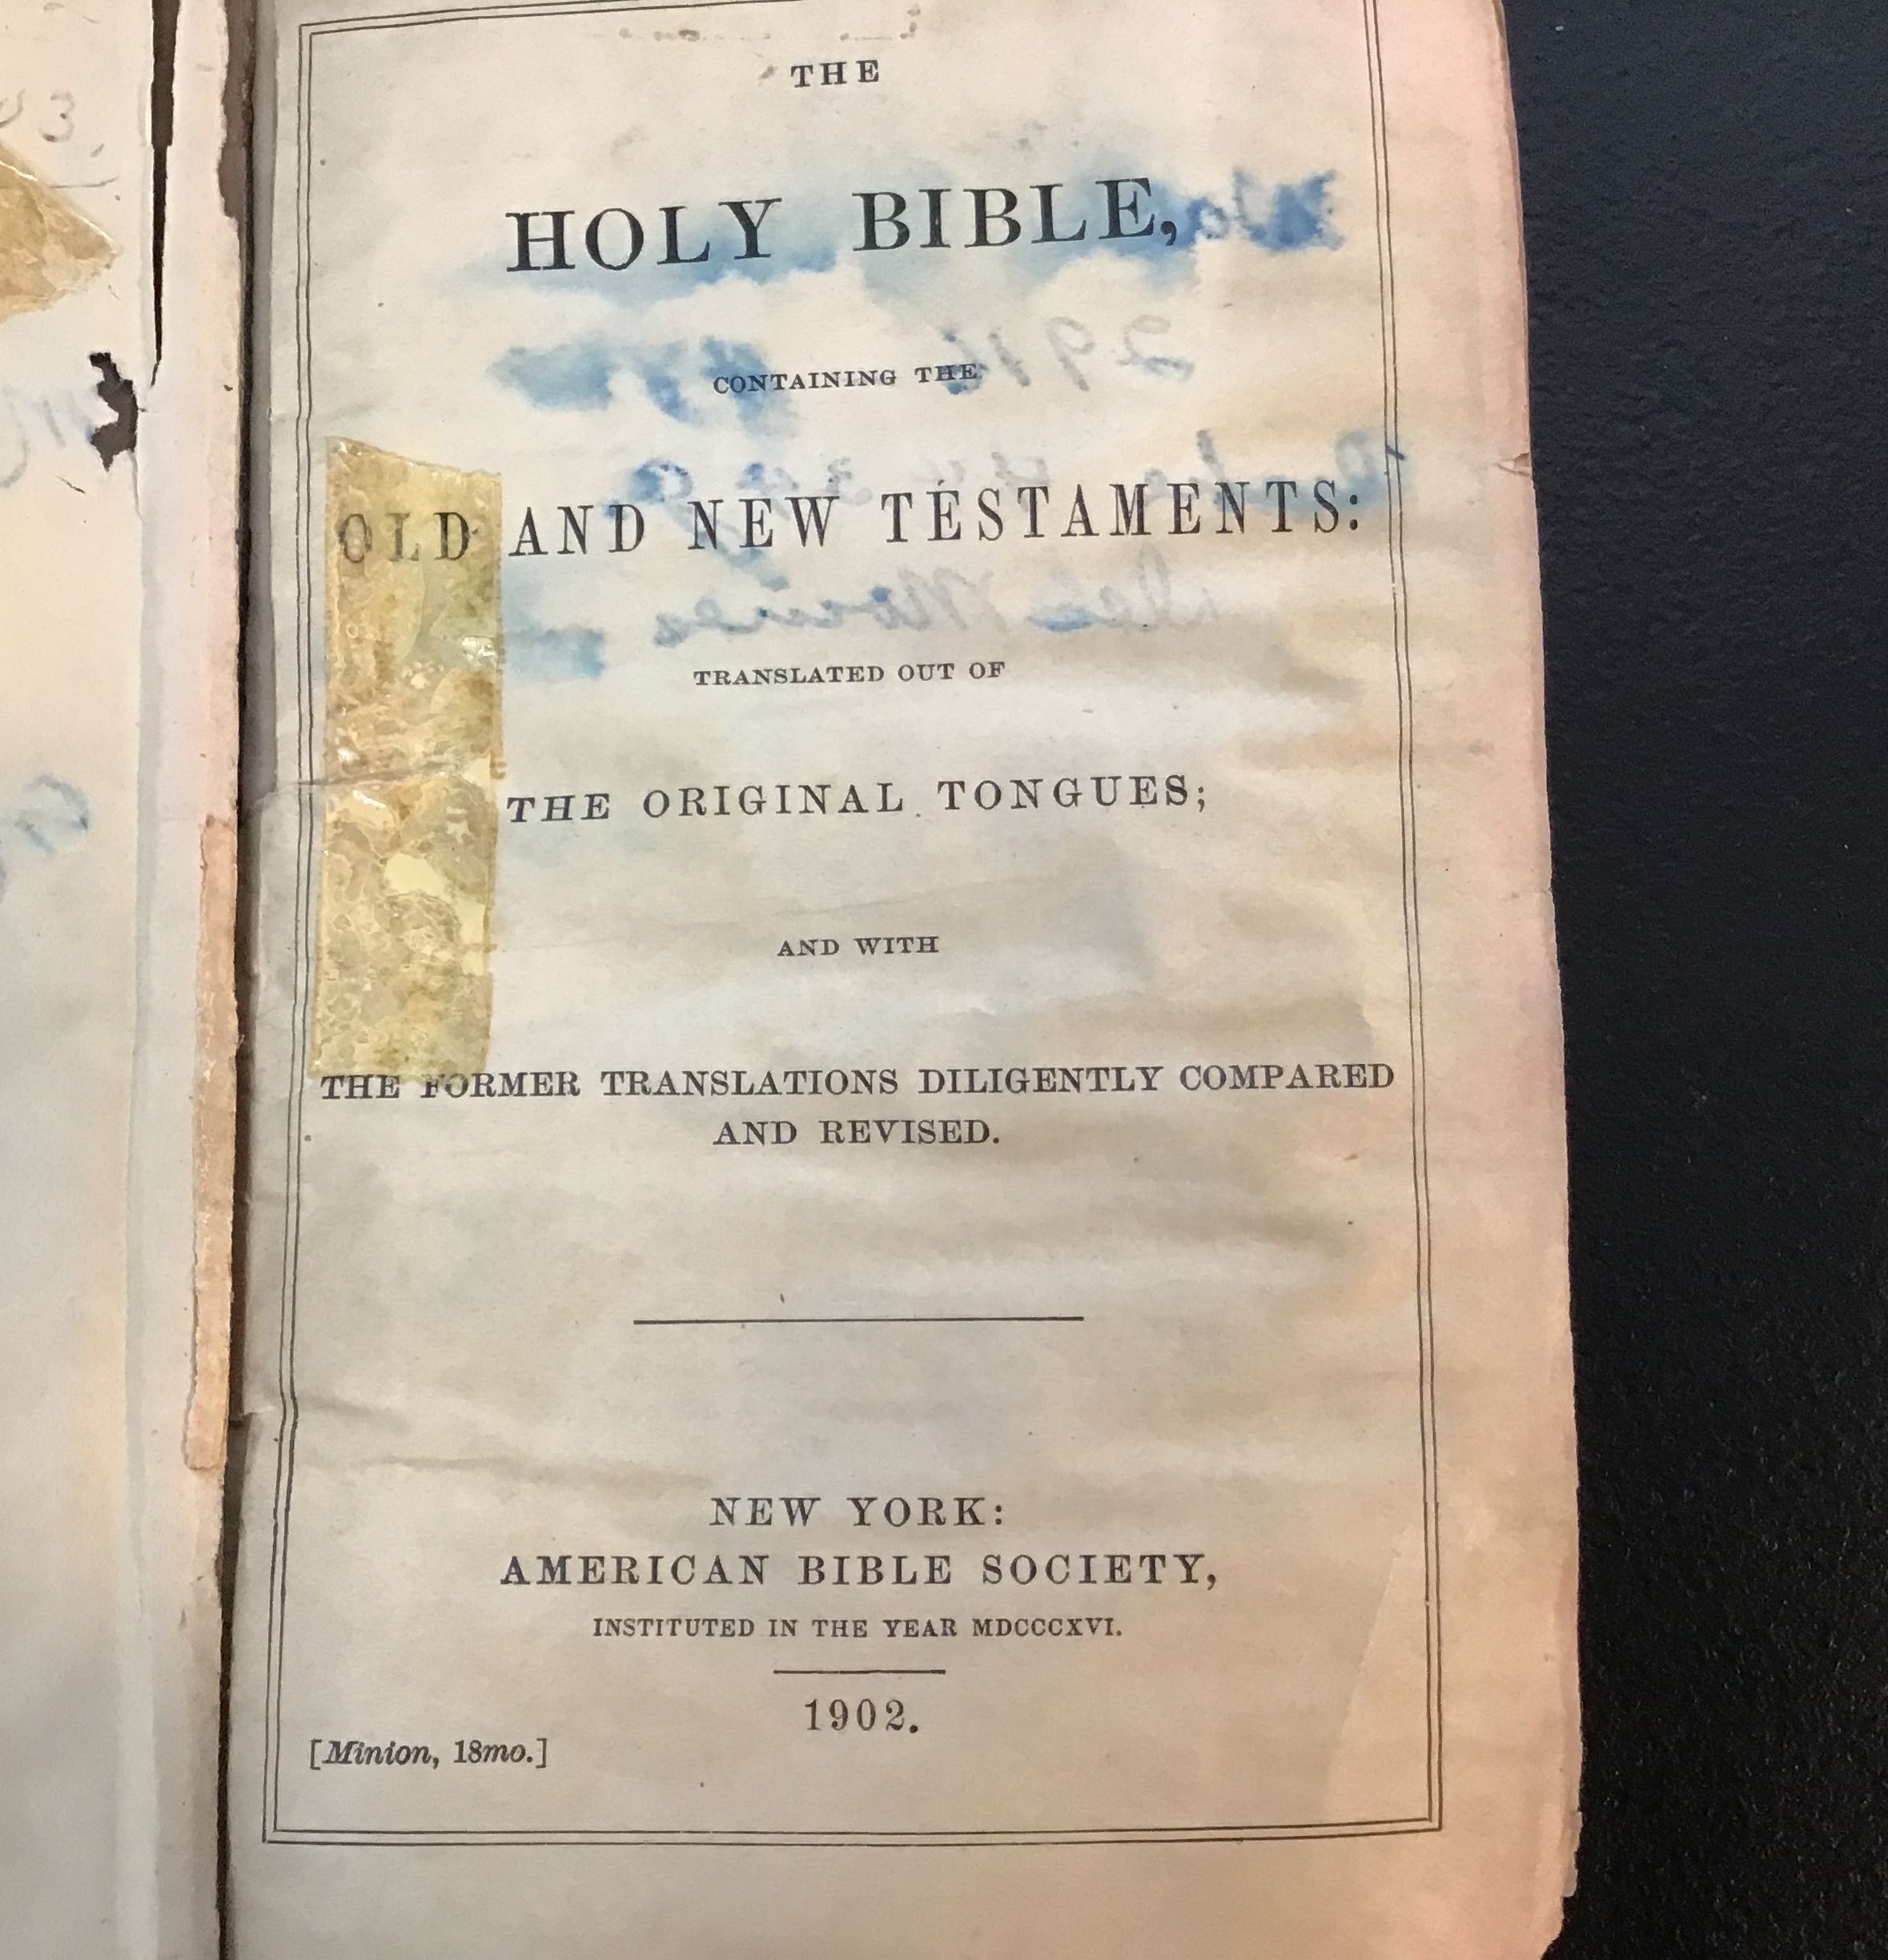 THE
HOLY BIBLE,
CONTAINING THE
OLD AND NEW TESTAMENTS:
TRANSLATED OUT OF
THE ORIGINAL TONGUES;
AND WITH
THE FORMER TRANSLATIONS DILIGENTLY COMPARED
AND REVISED.
NEW YORK:
AMERICAN BIBLE SOCIETY,
INSTITUTED IN THE YEAR MDCCCXVI.
1902.
[Minion, 18mo.]